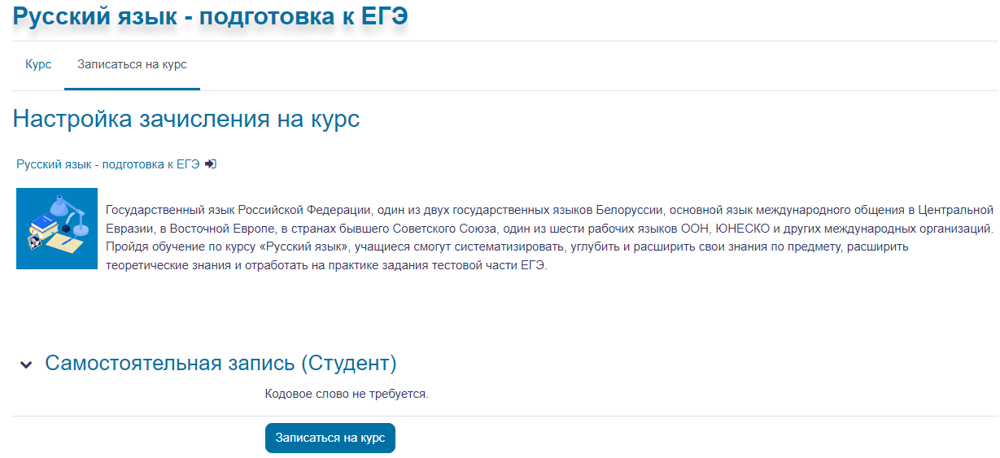 Русский язык - подготовка к ЕГЭ
Курс
Записаться на курс
Настройка зачисления на курс
Русский язык - подготовка к ЕГЭ
Государственный язык Российской Федерации, один из двух государственных языков Белоруссии, основной язык международного общения в Центральной
Евразии, в Восточной Европе, в странах бывшего Советского Союза, один из шести рабочих языков ООН, ЮНЕСКО и других международных организаций.
Пройдя обучение по курсу «Русский язык», учащиеся смогут систематизировать, углубить и расширить свои знания по предмету, расширить
теоретические знания и отработать на практике задания тестовой части ЕГЭ.
Самостоятельная запись (Студент)
Кодовое слово не требуется.
Записаться на курс